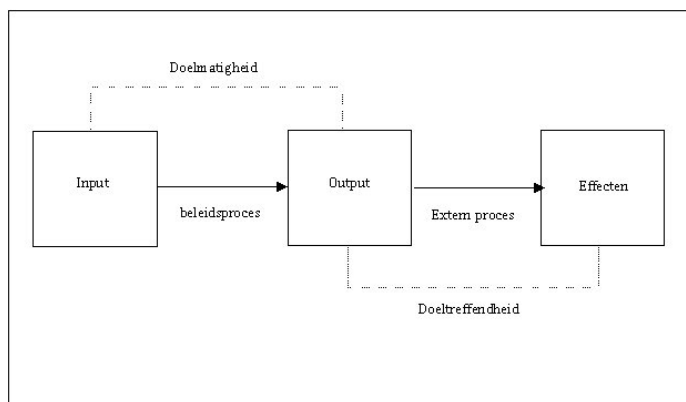 Doelmatigheid
Input
Output
Effecten
beleidsproces
Extern proces
Doeltreffendheid